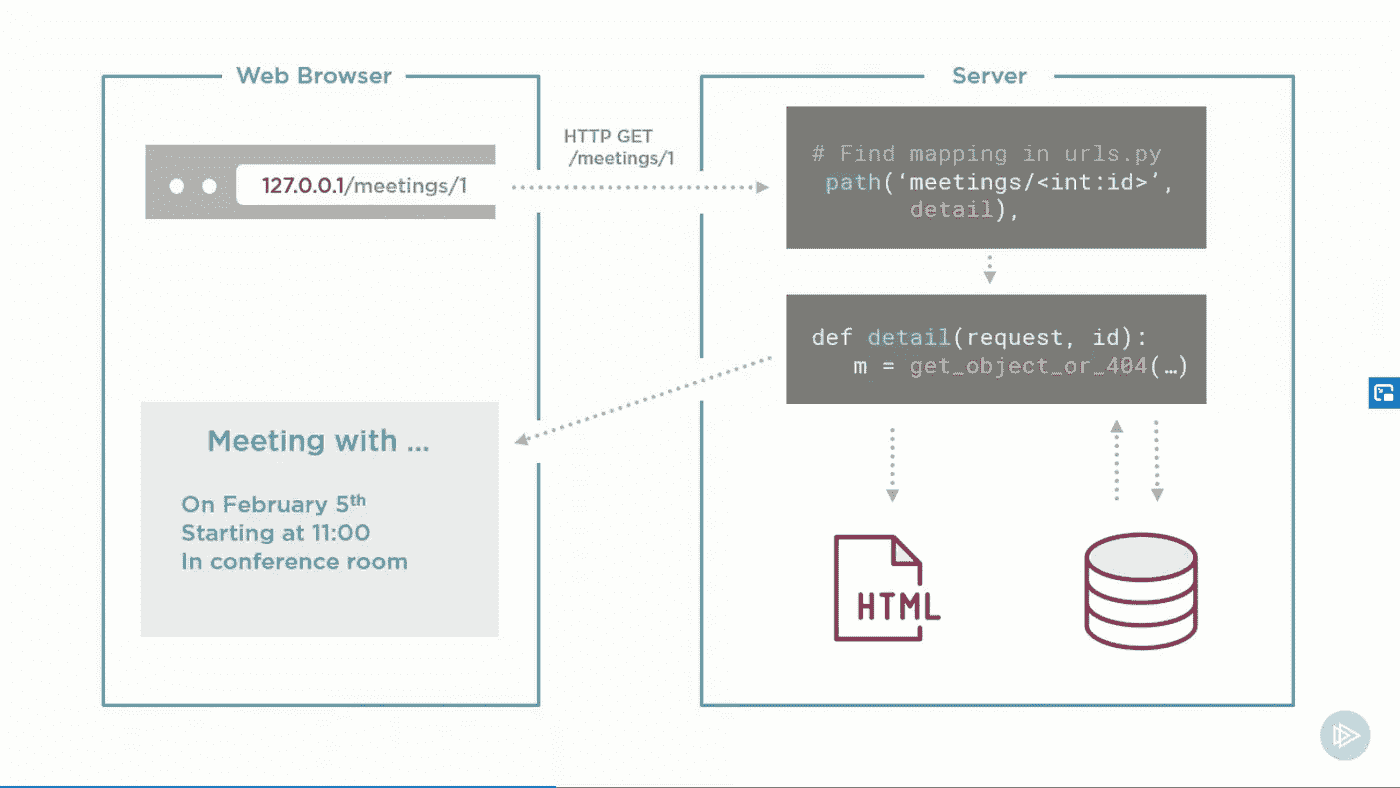 Web Browser
Server
127.0.0.1/meetings/1
HTTP GET
/meetings/1
# Find mapping in urls.py
path(‘meetings/<int:id>’,
detail),
def detail(request, id):
m = get_object_or_404(…)
Meeting with ...
On February 5th
Starting at 11:00
In conference room
HTML